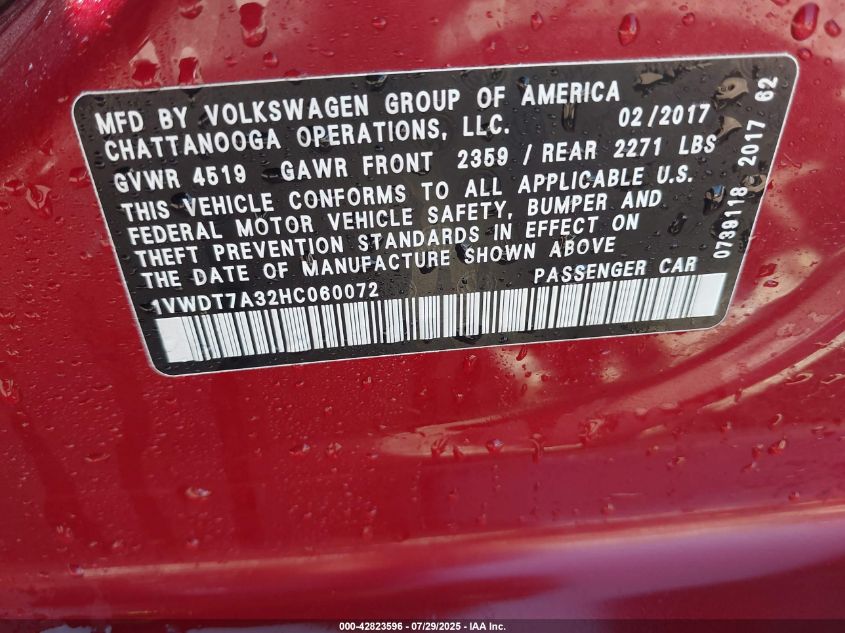 MFD BY VOLKSWAGEN GROUP OF AMERICA
CHATTANOOGA OPERATIONS, LLC. 02/2017
GVWR 4519 GAWR FRONT 2359 / REAR 2271 LBS
THIS VEHICLE CONFORMS TO ALL APPLICABLE U.S.
FEDERAL MOTOR VEHICLE SAFETY, BUMPER AND
THEFT PREVENTION STANDARDS IN EFFECT ON
THE DATE OF MANUFACTURE SHOWN ABOVE
1VWDT7A32HC060072 PASSENGER CAR
0739118 2017 62
000-42823596 - 07/29/2025 - IAA Inc.